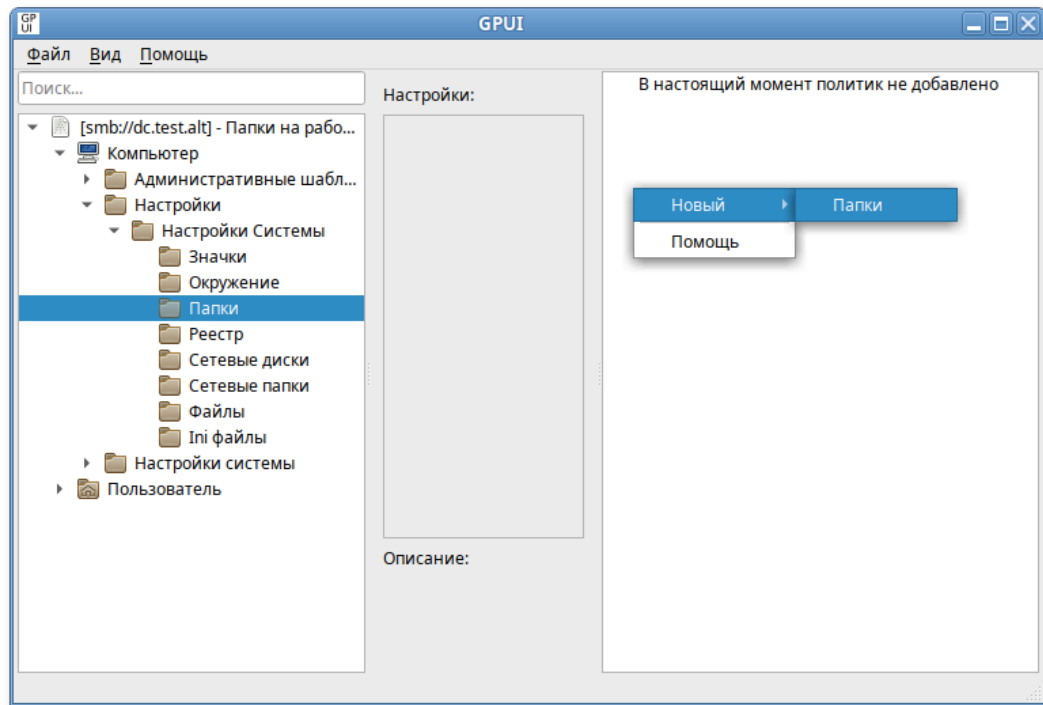 GP
UI
GPUI
Файл Вид Помощь
Поиск...
[smb://dc.test.alt] - Папки на рабо...
Компьютер
Административные шабл...
Настройки
Настройки Системы
Значки
Окружение
Папки
Реестр
Сетевые диски
Сетевые папки
Файлы
Ini файлы
Настройки системы
Пользователь
Настройки:
Описание:
В настоящий момент политик не добавлено
Новый
Папки
Помощь